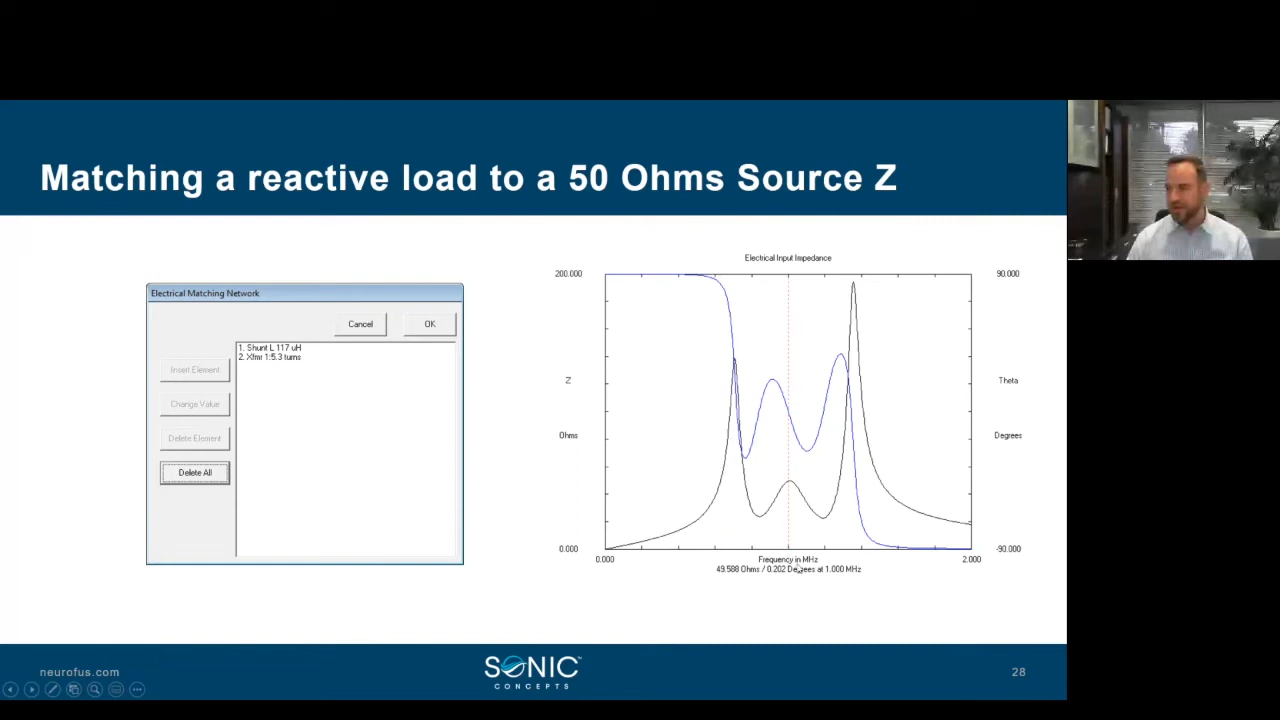 Matching a reactive load to a 50 Ohms Source Z
Electrical Matching Network
Cancel
OK
1. Shunt L 117 uH
2. Xfmr 1:5.3 turns
Insert Element
Change Value
Delete Element
Delete All
Electrical Input Impedance
200.000
90.000
Z
Theta
Ohms
Degrees
0.000
-90.000
0.000
Frequency in MHz
2.000
49.588 Ohms / 0.202 Degrees at 1.000 MHz
neurofus.com
SONIC
CONCEPTS
28